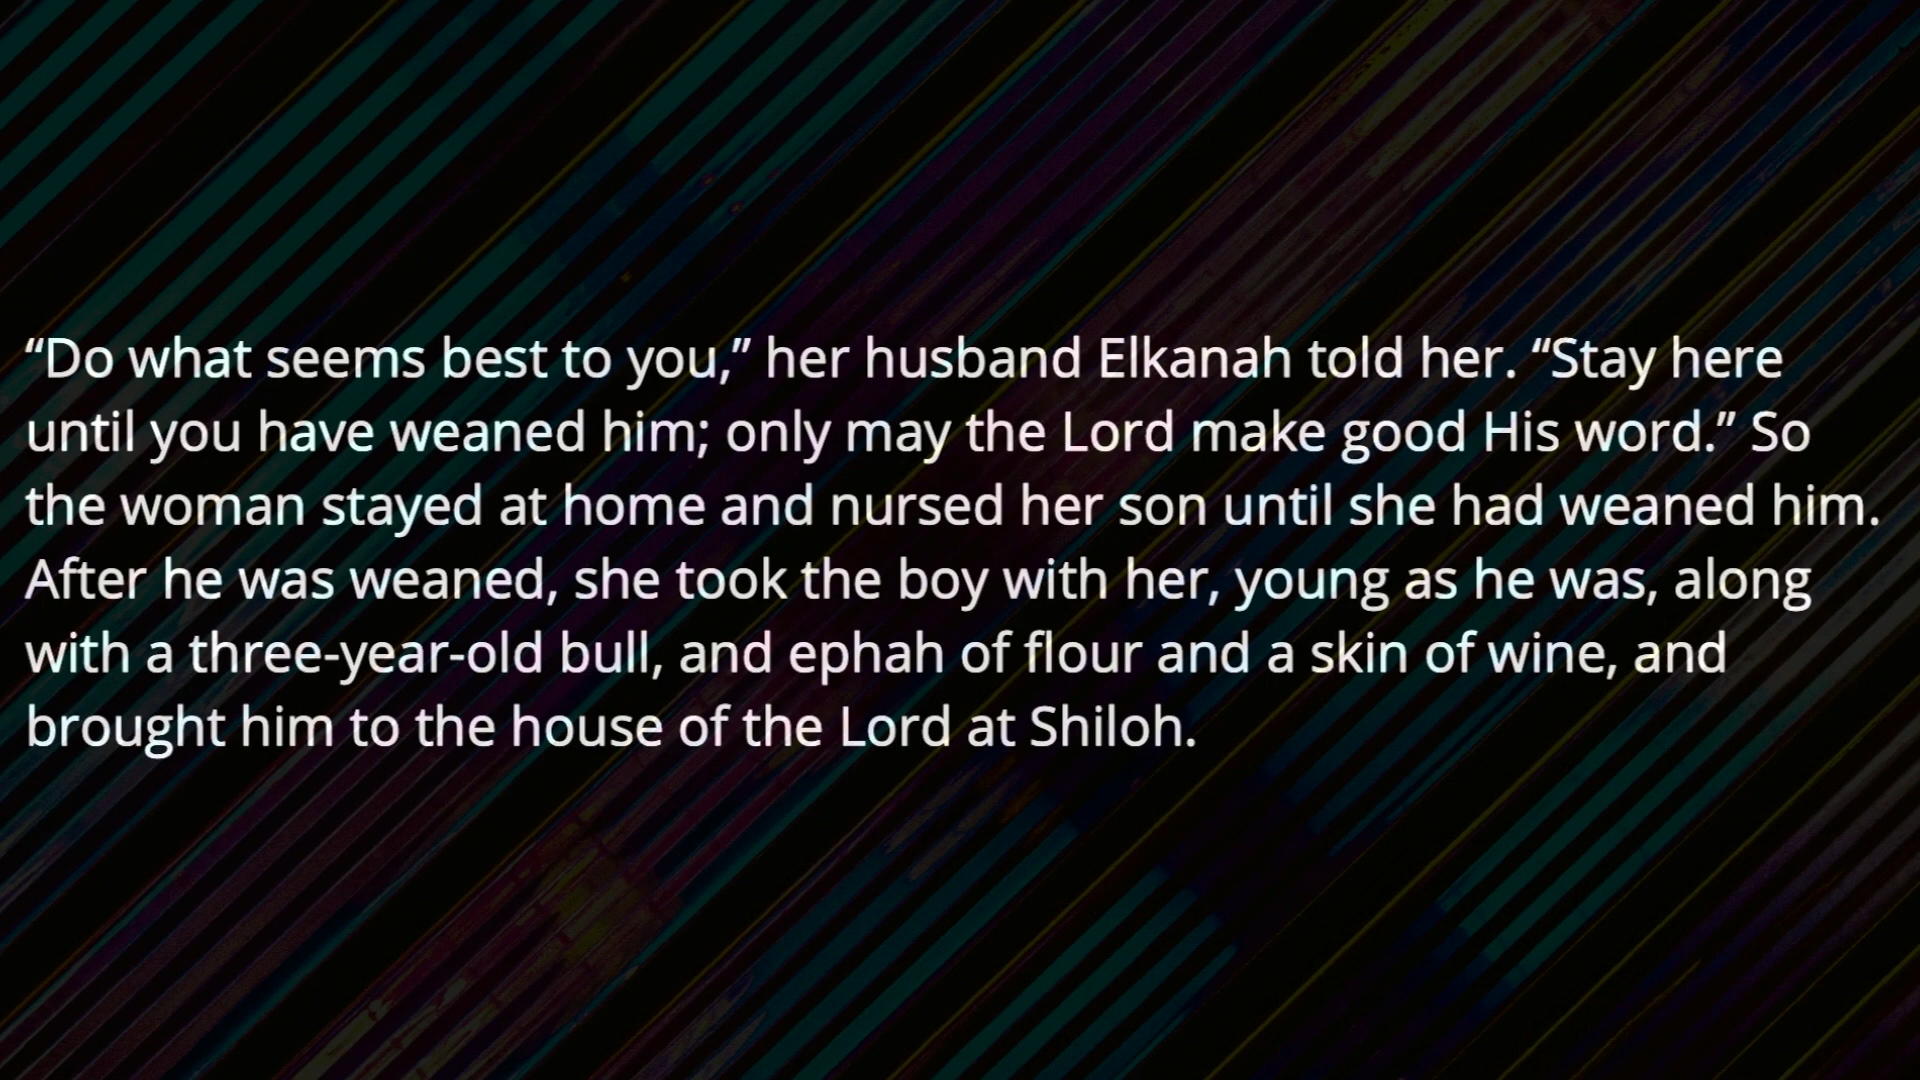 “Do what seems best to you,” her husband Elkanah told her. “Stay here
until you have weaned him; only may the Lord make good His word.” So
the woman stayed at home and nursed her son until she had weaned him.
After he was weaned, she took the boy with her, young as he was, along
with a three-year-old bull, and ephah of flour and a skin of wine, and
brought him to the house of the Lord at Shiloh.